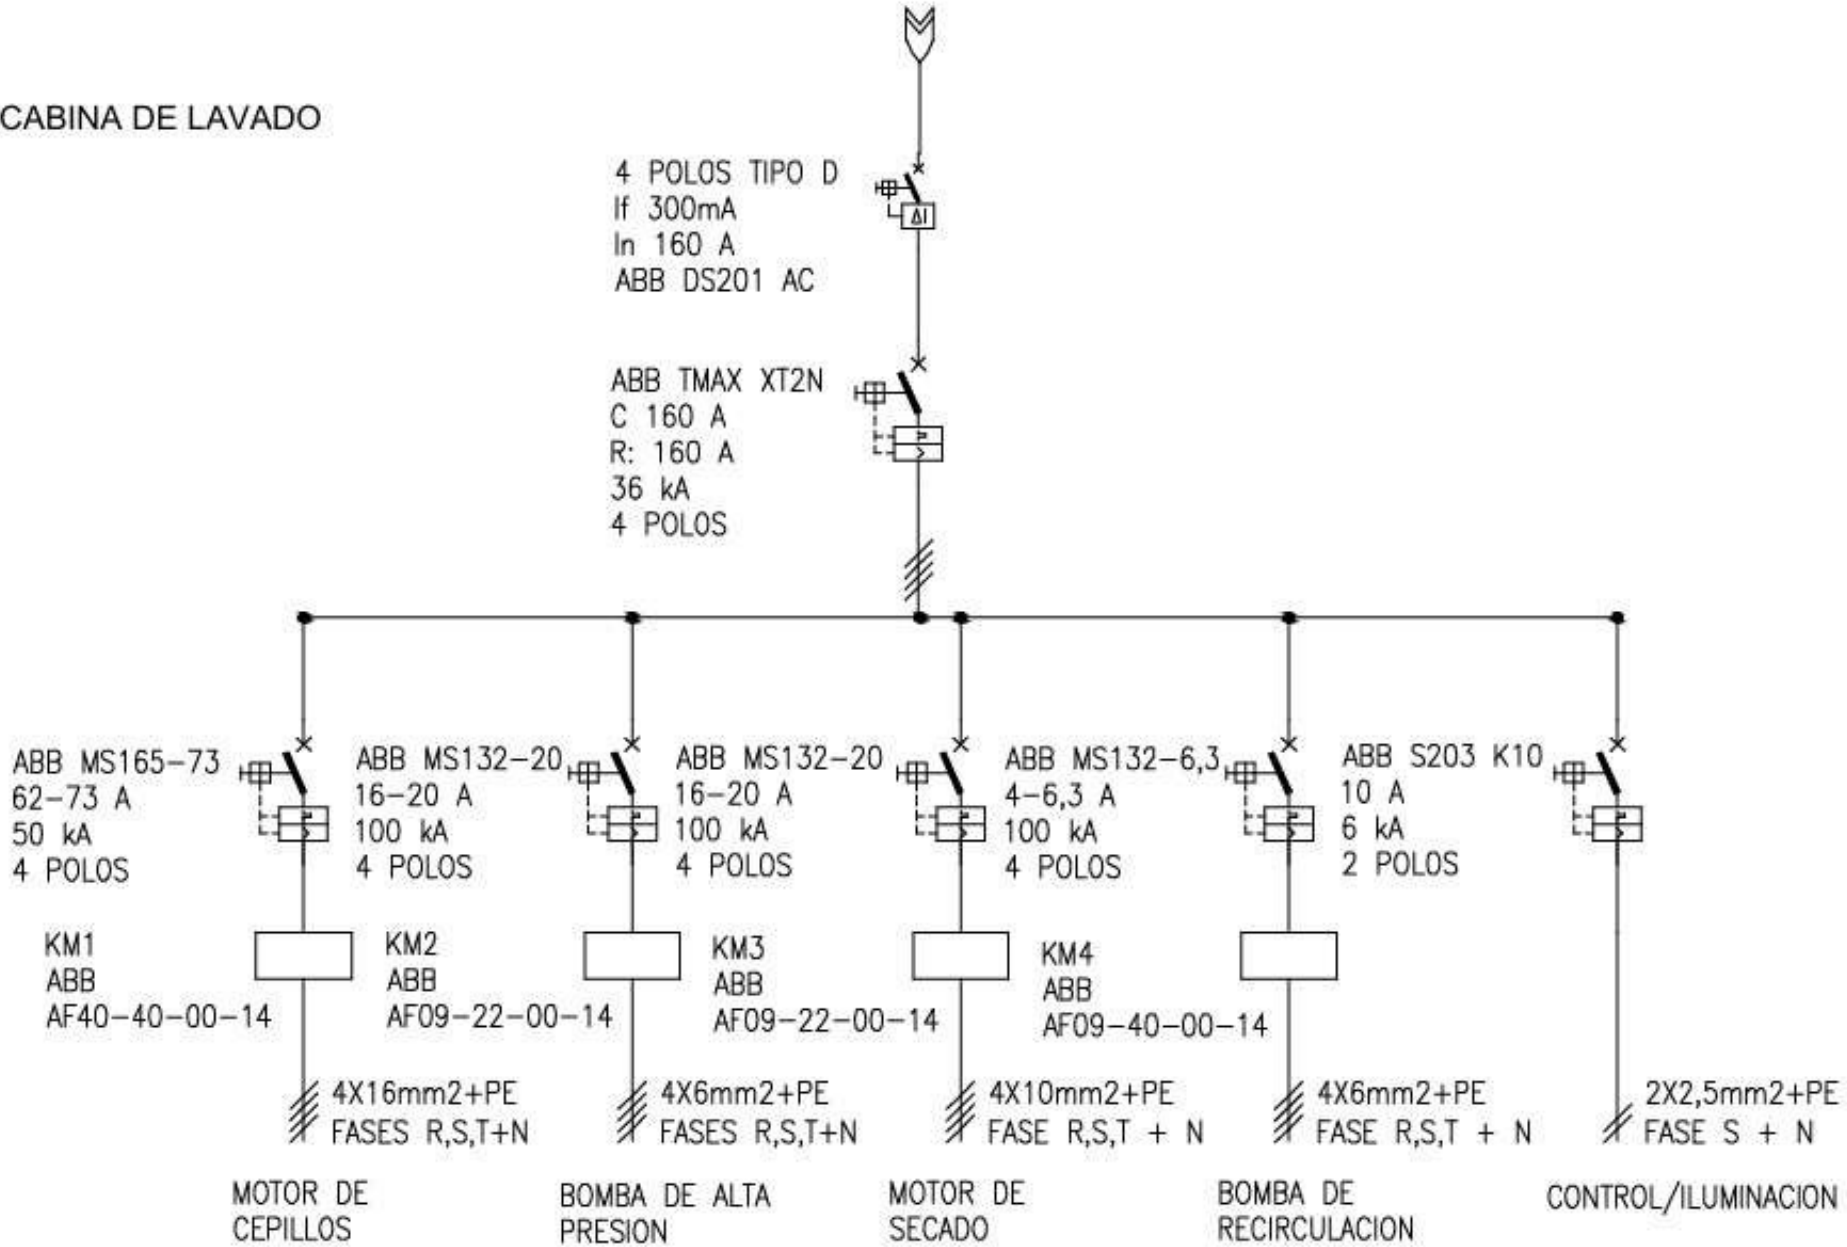 CABINA DE LAVADO
4 POLOS TIPO D
If 300mA
In 160 A
ABB DS201 AC
ΔI
ABB TMAX XT2N
C 160 A
R: 160 A
36 kA
4 POLOS
ABB MS165-73
62-73 A
50 kA
4 POLOS
ABB MS132-20
16-20 A
100 kA
4 POLOS
ABB MS132-20
16-20 A
100 kA
4 POLOS
ABB MS132-6,3
4-6,3 A
100 kA
4 POLOS
ABB S203 K10
10 A
6 kA
2 POLOS
KM1
ABB
AF40-40-00-14
KM2
ABB
AF09-22-00-14
KM3
ABB
AF09-22-00-14
KM4
ABB
AF09-40-00-14
4X16mm2+PE
FASES R,S,T+N
4X6mm2+PE
FASES R,S,T+N
4X10mm2+PE
FASE R,S,T + N
4X6mm2+PE
FASE R,S,T + N
2X2,5mm2+PE
FASE S + N
MOTOR DE
CEPILLOS
BOMBA DE ALTA
PRESION
MOTOR DE
SECADO
BOMBA DE
RECIRCULACION
CONTROL/ILUMINACION